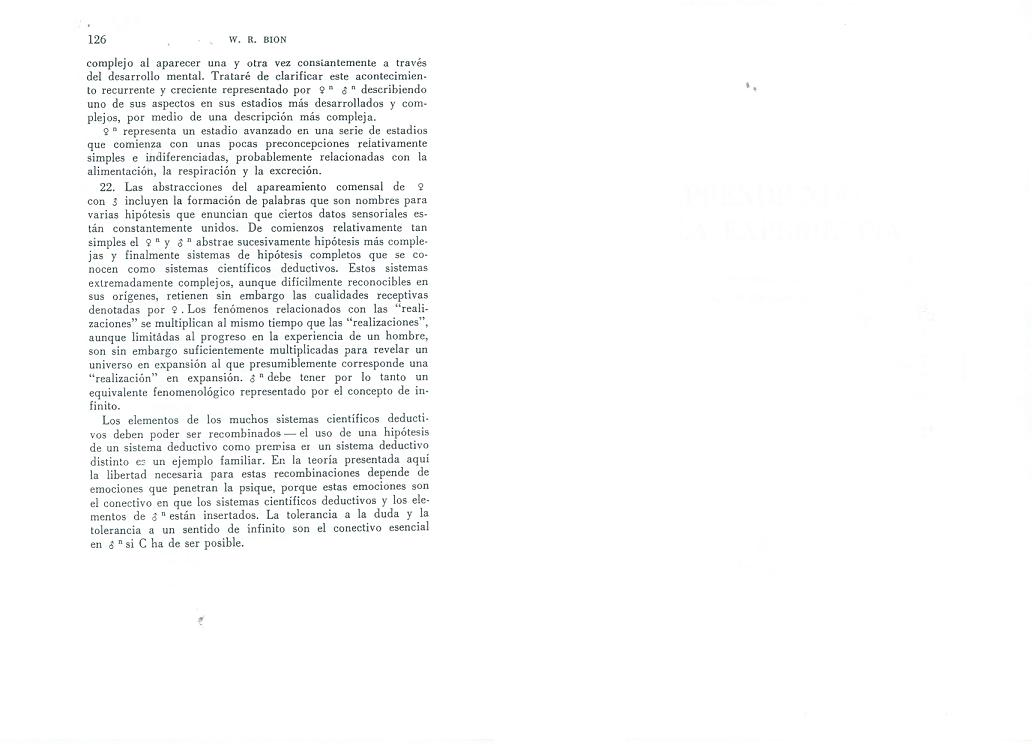 126 W. R. BION
complejo al aparecer una y otra vez constantemente a través
del desarrollo mental. Trataré de clarificar este acontecimien-
to recurrente y creciente representado por ♀ ⁿ ♂ ⁿ describiendo
uno de sus aspectos en sus estadios más desarrollados y com-
plejos, por medio de una descripción más compleja.
♀ ⁿ representa un estadio avanzado en una serie de estadios
que comienza con unas pocas preconcepciones relativamente
simples e indiferenciadas, probablemente relacionadas con la
alimentación, la respiración y la excreción.
22. Las abstracciones del apareamiento comensal de ♀
con ♂ incluyen la formación de palabras que son nombres para
varias hipótesis que enuncian que ciertos datos sensoriales es-
tán constantemente unidos. De comienzos relativamente tan
simples el ♀ ⁿ y ♂ ⁿ abstrae sucesivamente hipótesis más comple-
jas y finalmente sistemas de hipótesis completos que se co-
nocen como sistemas científicos deductivos. Estos sistemas
extremadamente complejos, aunque difícilmente reconocibles en
sus orígenes, retienen sin embargo las cualidades receptivas
denotadas por ♀ . Los fenómenos relacionados con las “reali-
zaciones” se multiplican al mismo tiempo que las “realizaciones”,
aunque limitadas al progreso en la experiencia de un hombre,
son sin embargo suficientemente multiplicadas para revelar un
universo en expansión al que presumiblemente corresponde una
“realización” en expansión. ♂ ⁿ debe tener por lo tanto un
equivalente fenomenológico representado por el concepto de in-
finito.
Los elementos de los muchos sistemas científicos deducti-
vos deben poder ser recombinados — el uso de una hipótesis
de un sistema deductivo como premisa en un sistema deductivo
distinto es un ejemplo familiar. En la teoría presentada aquí
la libertad necesaria para estas recombinaciones depende de
emociones que penetran la psique, porque estas emociones son
el conectivo en que los sistemas científicos deductivos y los ele-
mentos de ♂ ⁿ están insertados. La tolerancia a la duda y la
tolerancia a un sentido de infinito son el conectivo esencial
en ♂ ⁿ si C ha de ser posible.